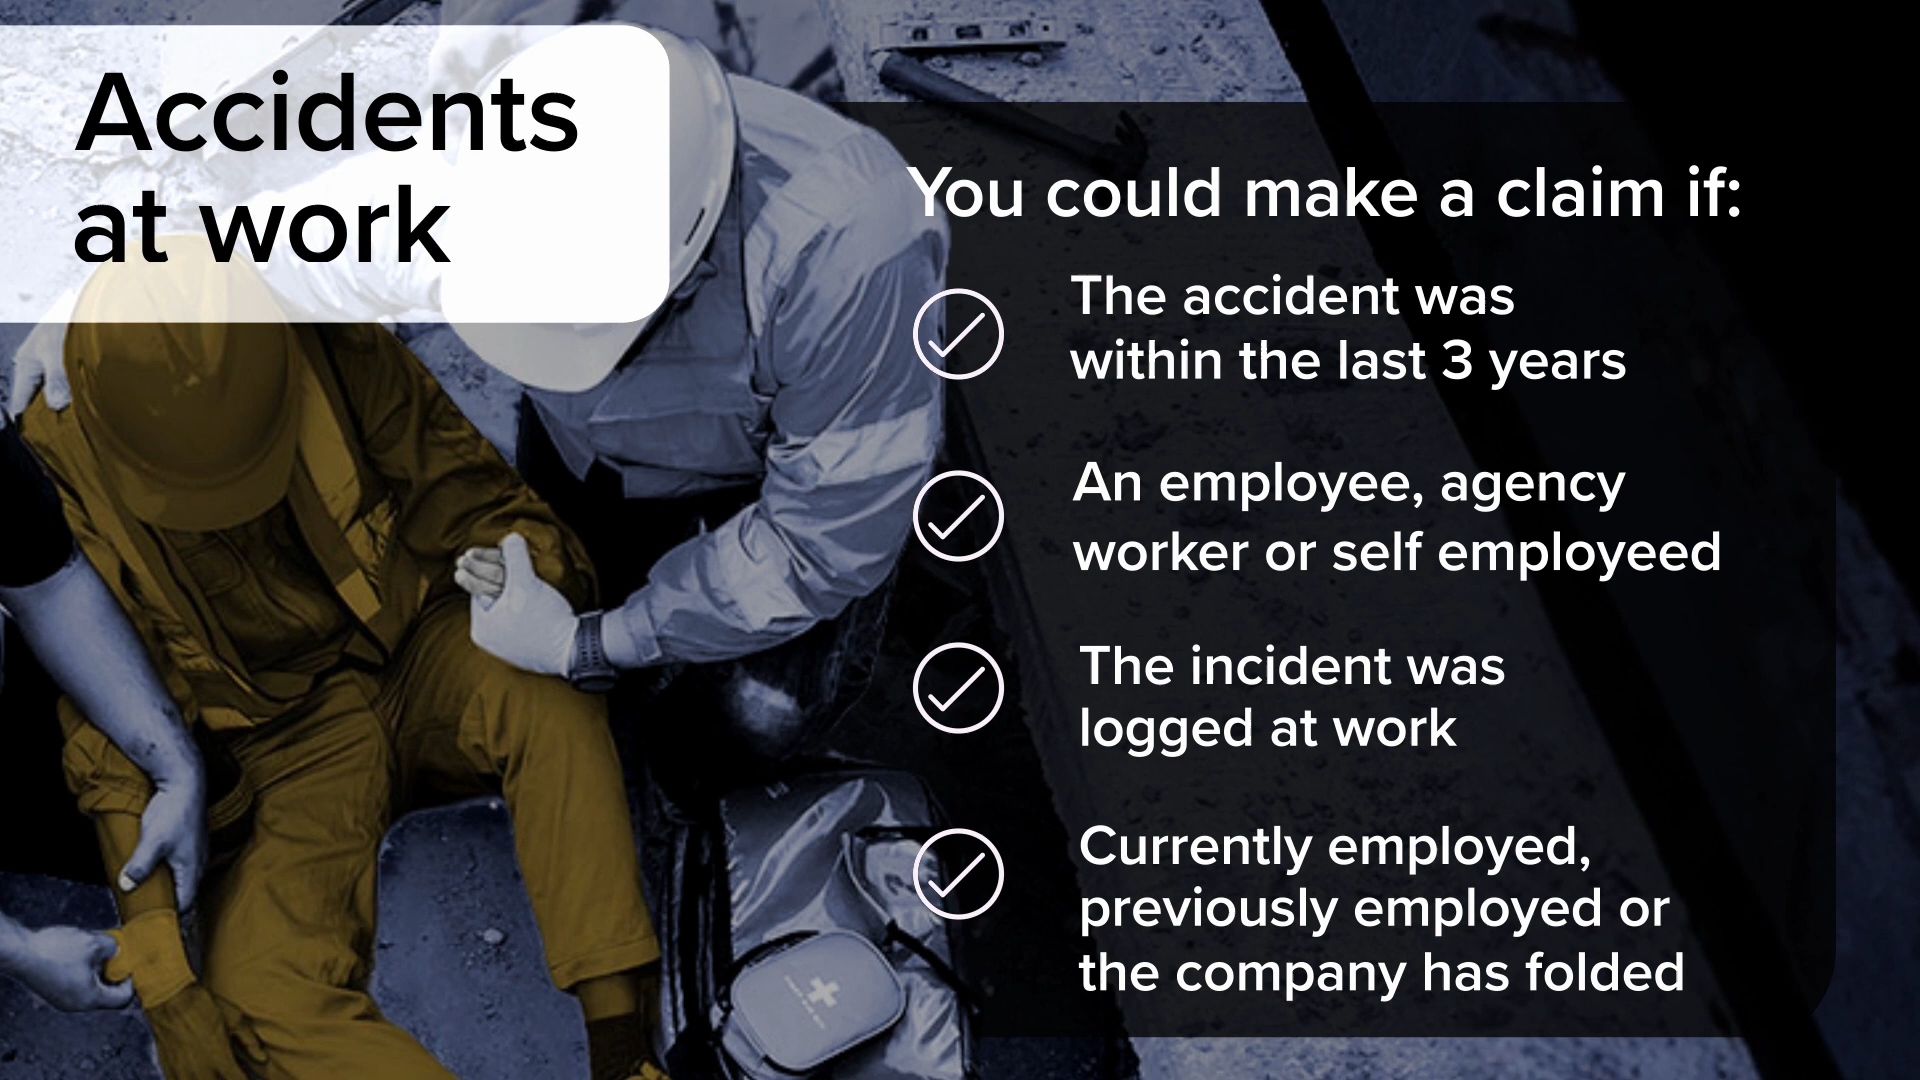 Accidents
at work
You could make a claim if:
The accident was
within the last 3 years
An employee, agency
worker or self employeed
The incident was
logged at work
Currently employed,
previously employed or
the company has folded